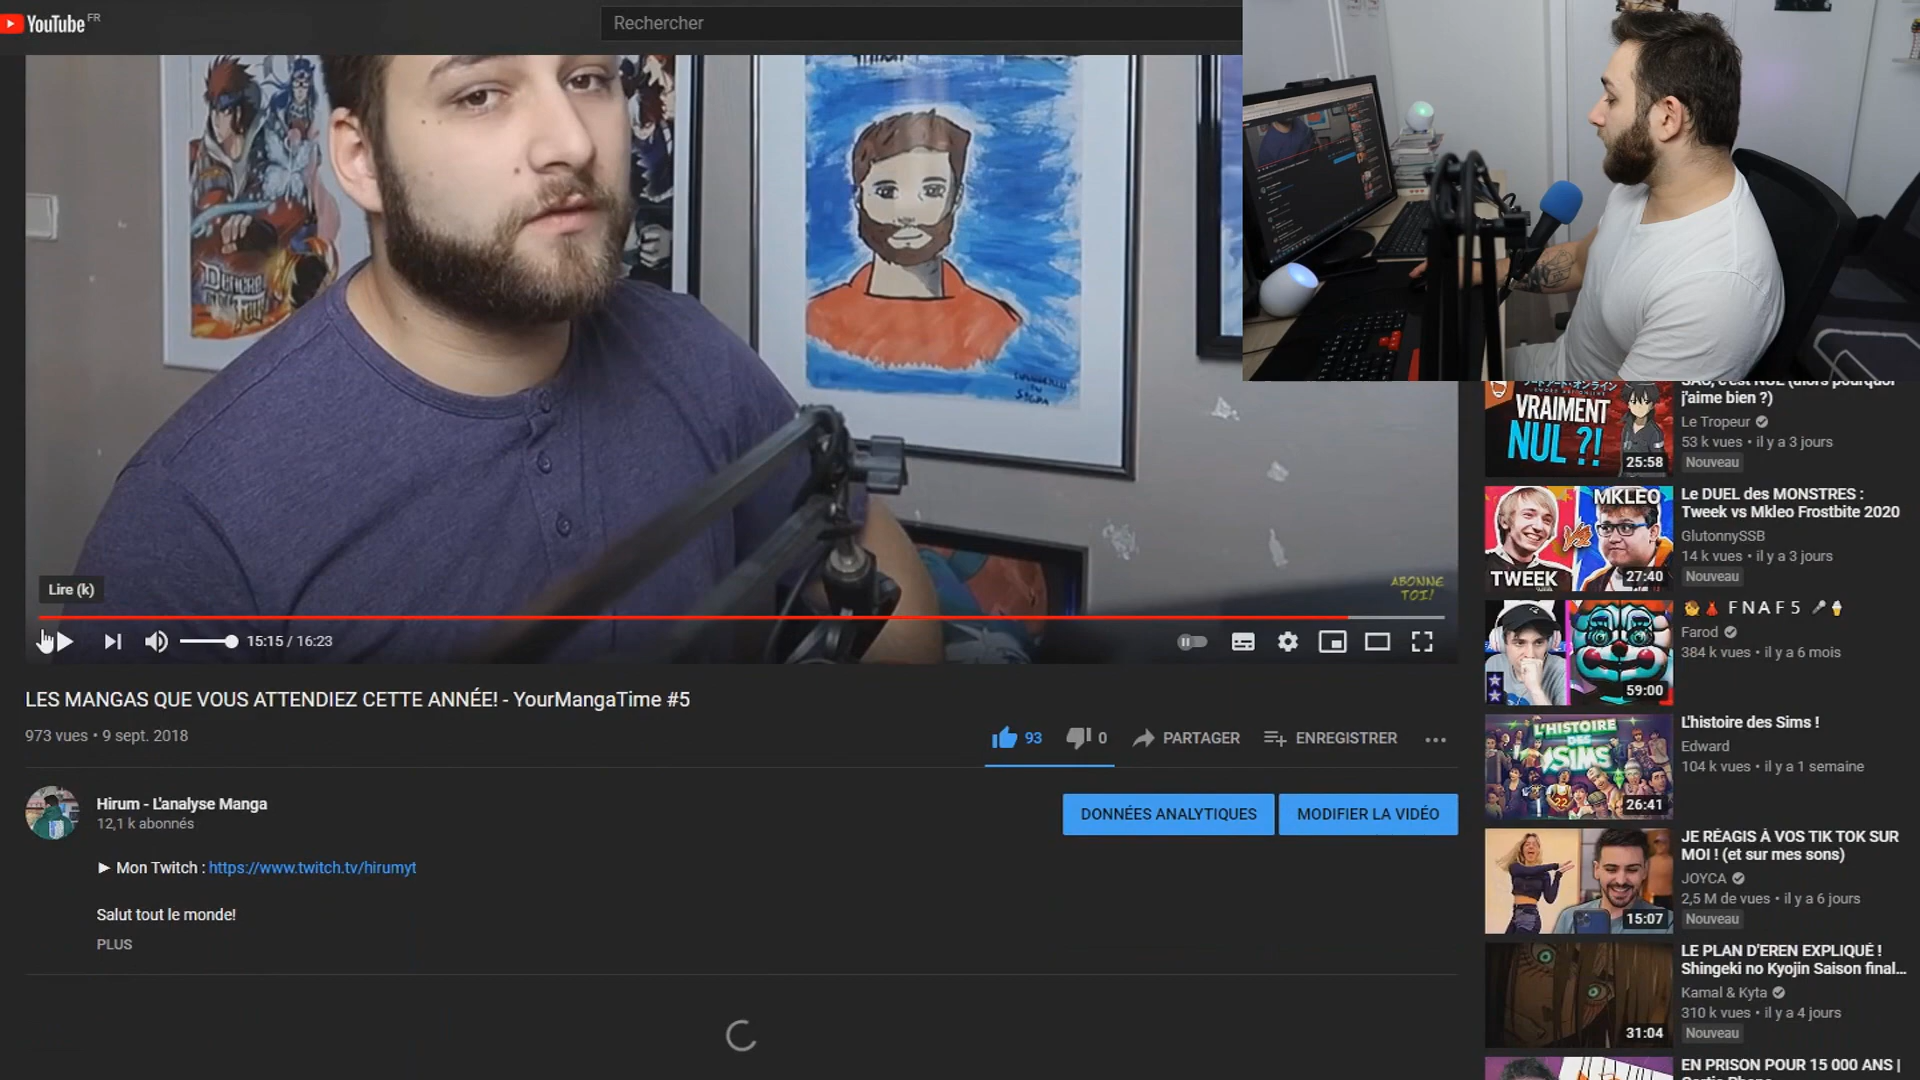 YouTube FR
Rechercher
ABONNE
TOI!
Lire (k)
15:15 / 16:23
LES MANGAS QUE VOUS ATTENDIEZ CETTE ANNÉE! - YourMangaTime #5
973 vues • 9 sept. 2018
93
0
PARTAGER
ENREGISTRER
Hirum - L'analyse Manga
12,1 k abonnés
DONNÉES ANALYTIQUES
MODIFIER LA VIDÉO
► Mon Twitch : https://www.twitch.tv/hirumyt
Salut tout le monde!
PLUS
VRAIMENT
NUL ?!
25:58
SAO, c'est NUL (alors pourquoi
j'aime bien ?)
Le Tropeur
53 k vues • il y a 3 jours
Nouveau
MKLEO
VS
TWEEK
27:40
Le DUEL des MONSTRES :
Tweek vs Mkleo Frostbite 2020
GlutonnySSB
14 k vues • il y a 3 jours
Nouveau
59:00
F N A F 5
Farod
384 k vues • il y a 6 mois
L'HISTOIRE
DES
SIMS
26:41
L'histoire des Sims !
Edward
104 k vues • il y a 1 semaine
15:07
JE RÉAGIS À VOS TIK TOK SUR
MOI ! (et sur mes sons)
JOYCA
2,5 M de vues • il y a 6 jours
Nouveau
31:04
LE PLAN D'EREN EXPLIQUÉ !
Shingeki no Kyojin Saison final...
Kamal & Kyta
310 k vues • il y a 4 jours
Nouveau
EN PRISON POUR 15 000 ANS |